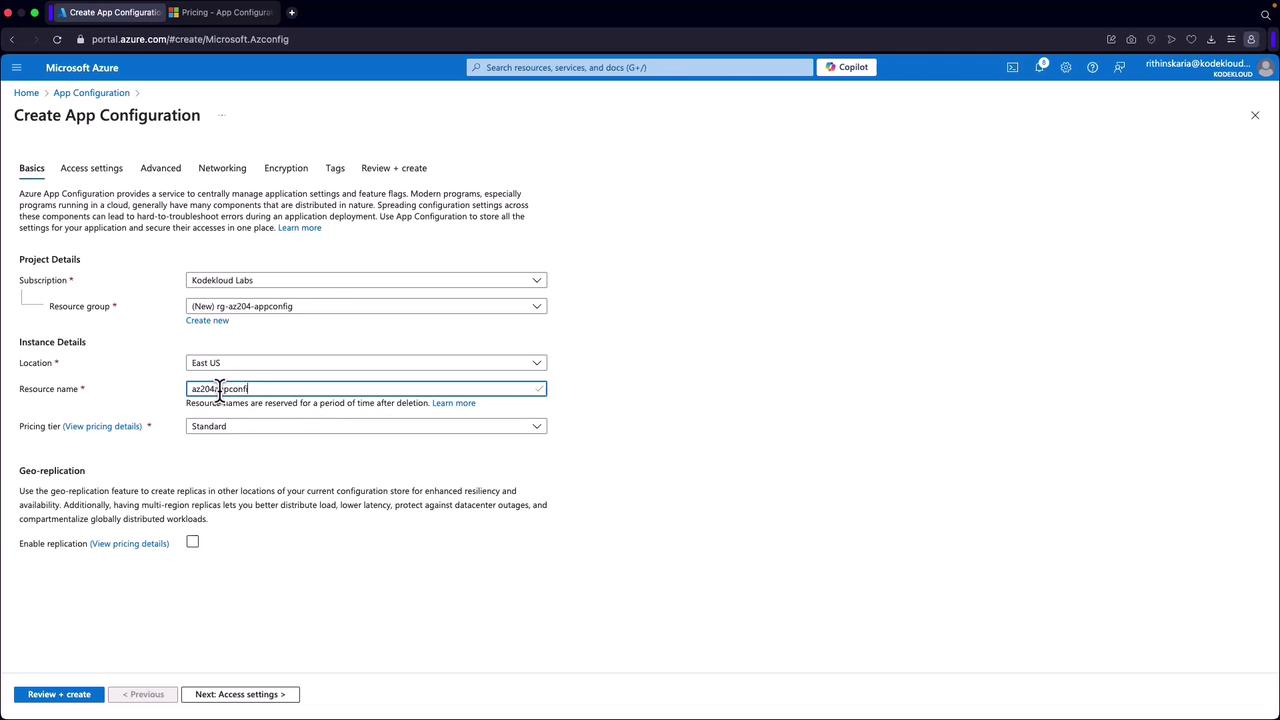 Create App Configuration
Pricing - App Configurat
portal.azure.com/#create/Microsoft.Azconfig
Microsoft Azure
Search resources, services, and docs (G+/)
Copilot
8
rithinskaria@kodekloud...
KODEKLOUD
Home > App Configuration >
Create App Configuration ...
Basics Access settings Advanced Networking Encryption Tags Review + create
Azure App Configuration provides a service to centrally manage application settings and feature flags. Modern programs, especially
programs running in a cloud, generally have many components that are distributed in nature. Spreading configuration settings across
these components can lead to hard-to-troubleshoot errors during an application deployment. Use App Configuration to store all the
settings for your application and secure their accesses in one place. Learn more
Project Details
Subscription *
Kodekloud Labs
Resource group *
(New) rg-az204-appconfig
Create new
Instance Details
Location *
East US
Resource name *
az204appconfi
Resource names are reserved for a period of time after deletion. Learn more
Pricing tier (View pricing details) *
Standard
Geo-replication
Use the geo-replication feature to create replicas in other locations of your current configuration store for enhanced resiliency and
availability. Additionally, having multi-region replicas lets you better distribute load, lower latency, protect against datacenter outages, and
compartmentalize globally distributed workloads.
Enable replication (View pricing details)
Review + create
< Previous
Next: Access settings >